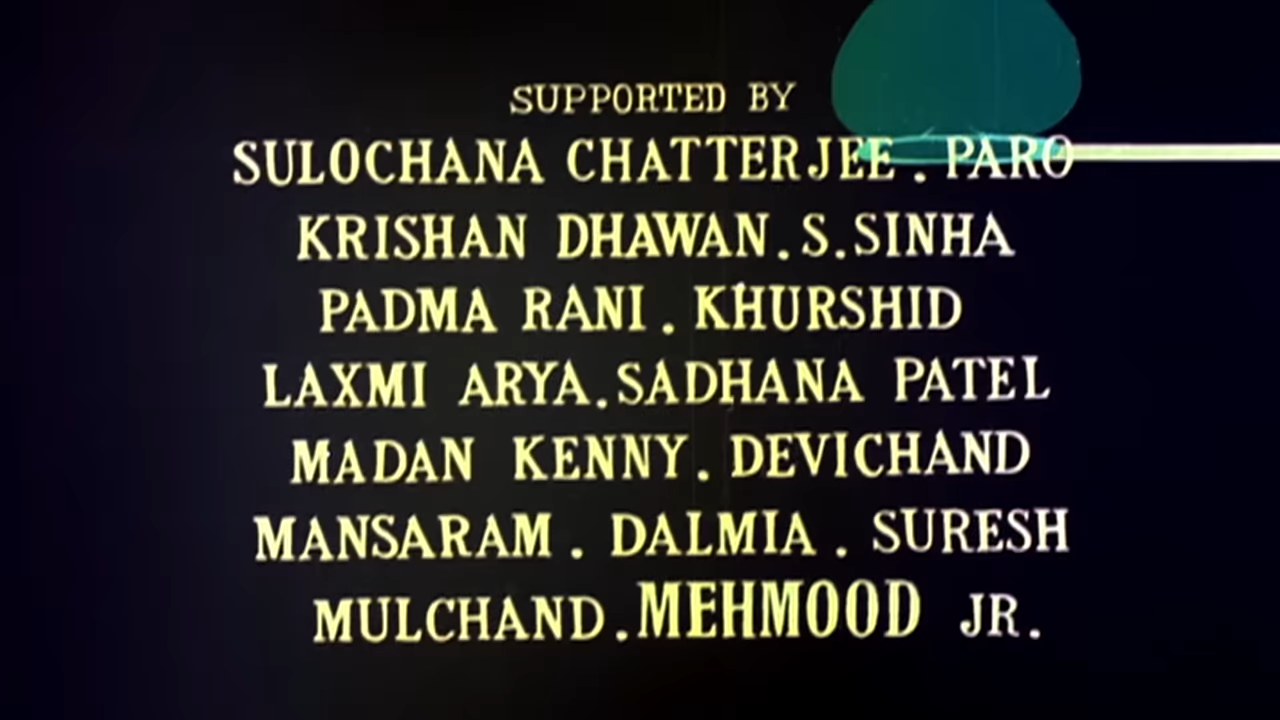 SUPPORTED BY
SULOCHANA CHATTERJEE . PARO
KRISHAN DHAWAN . S. SINHA
PADMA RANI . KHURSHID
LAXMI ARYA . SADHANA PATEL
MADAN KENNY . DEVICHAND
MANSARAM . DALMIA . SURESH
MULCHAND . MEHMOOD JR.